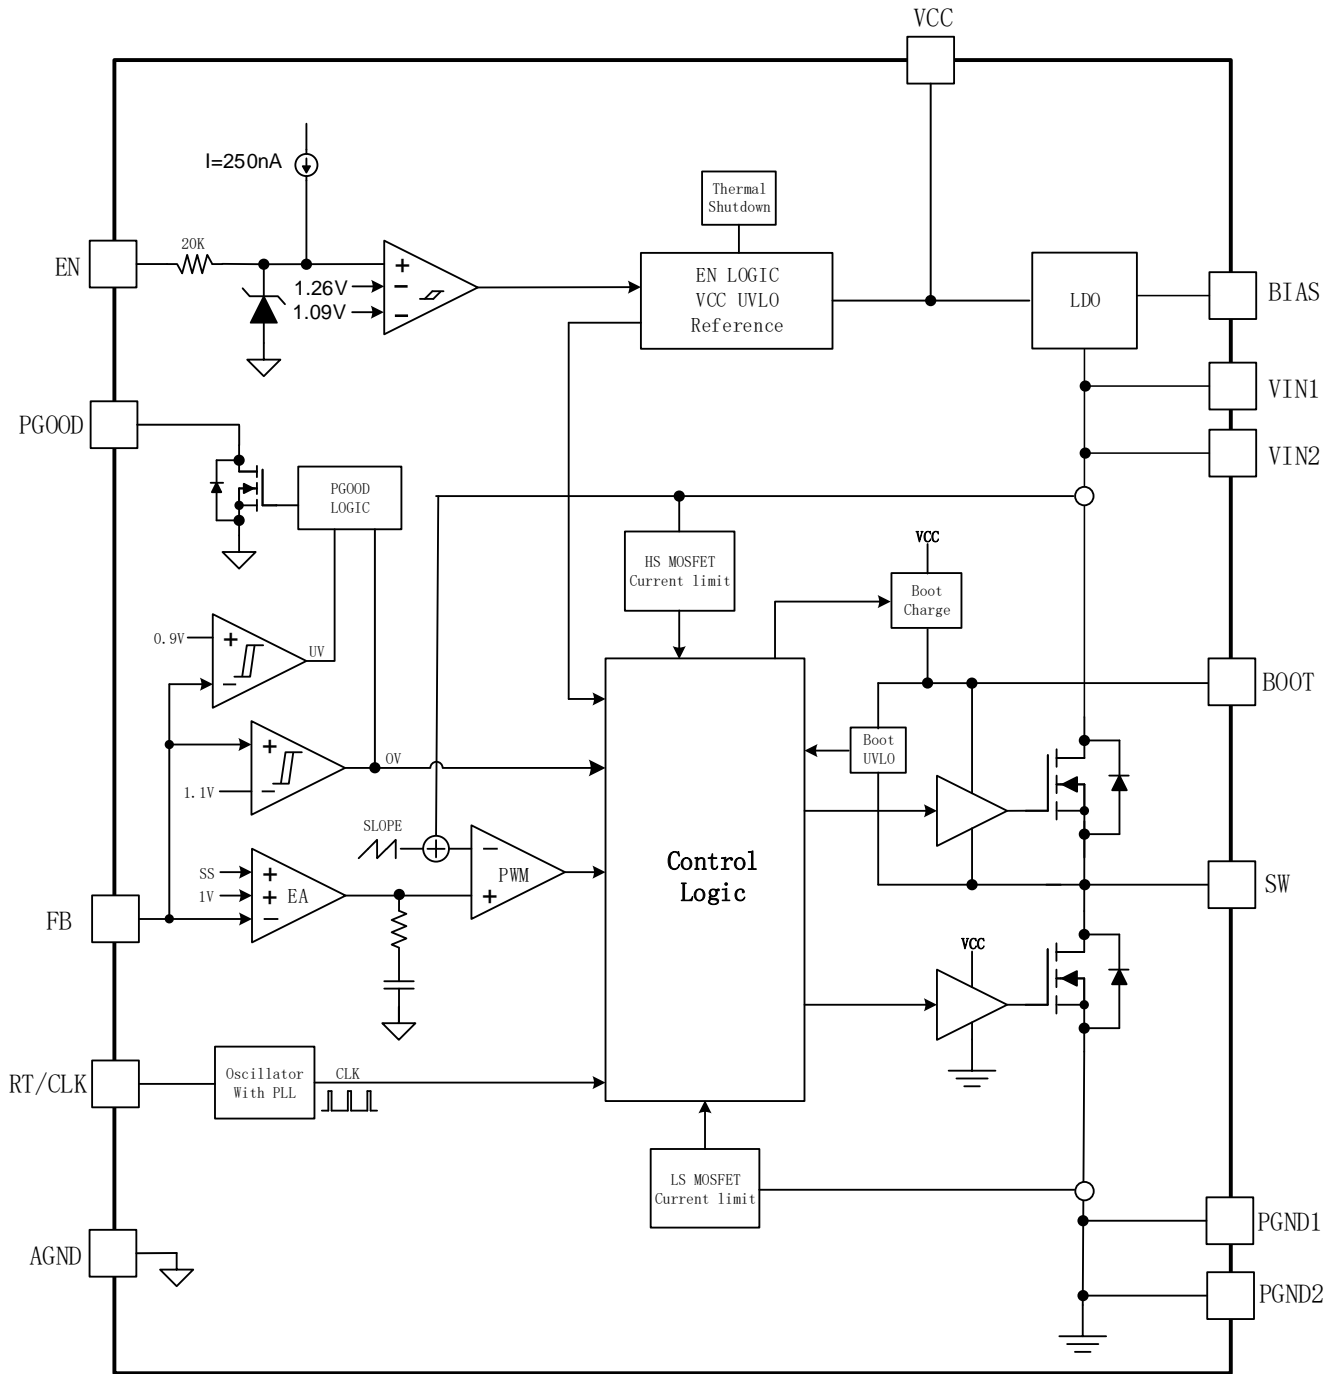 VCC
I=250nA
Thermal
Shutdown
20K
EN
1.26V
1.09V
+
−
−
EN LOGIC
VCC UVLO
Reference
LDO
BIAS
VIN1
VIN2
PGOOD
PGOOD
LOGIC
HS MOSFET
Current limit
VCC
Boot
Charge
0.9V
+
−
UV
BOOT
Boot
UVLO
+
−
1.1V
OV
SLOPE
+
−
+
PWM
SS
1V
+
+
−
EA
FB
Control
Logic
SW
VCC
RT/CLK
Oscillator
With PLL
CLK
LS MOSFET
Current limit
AGND
PGND1
PGND2